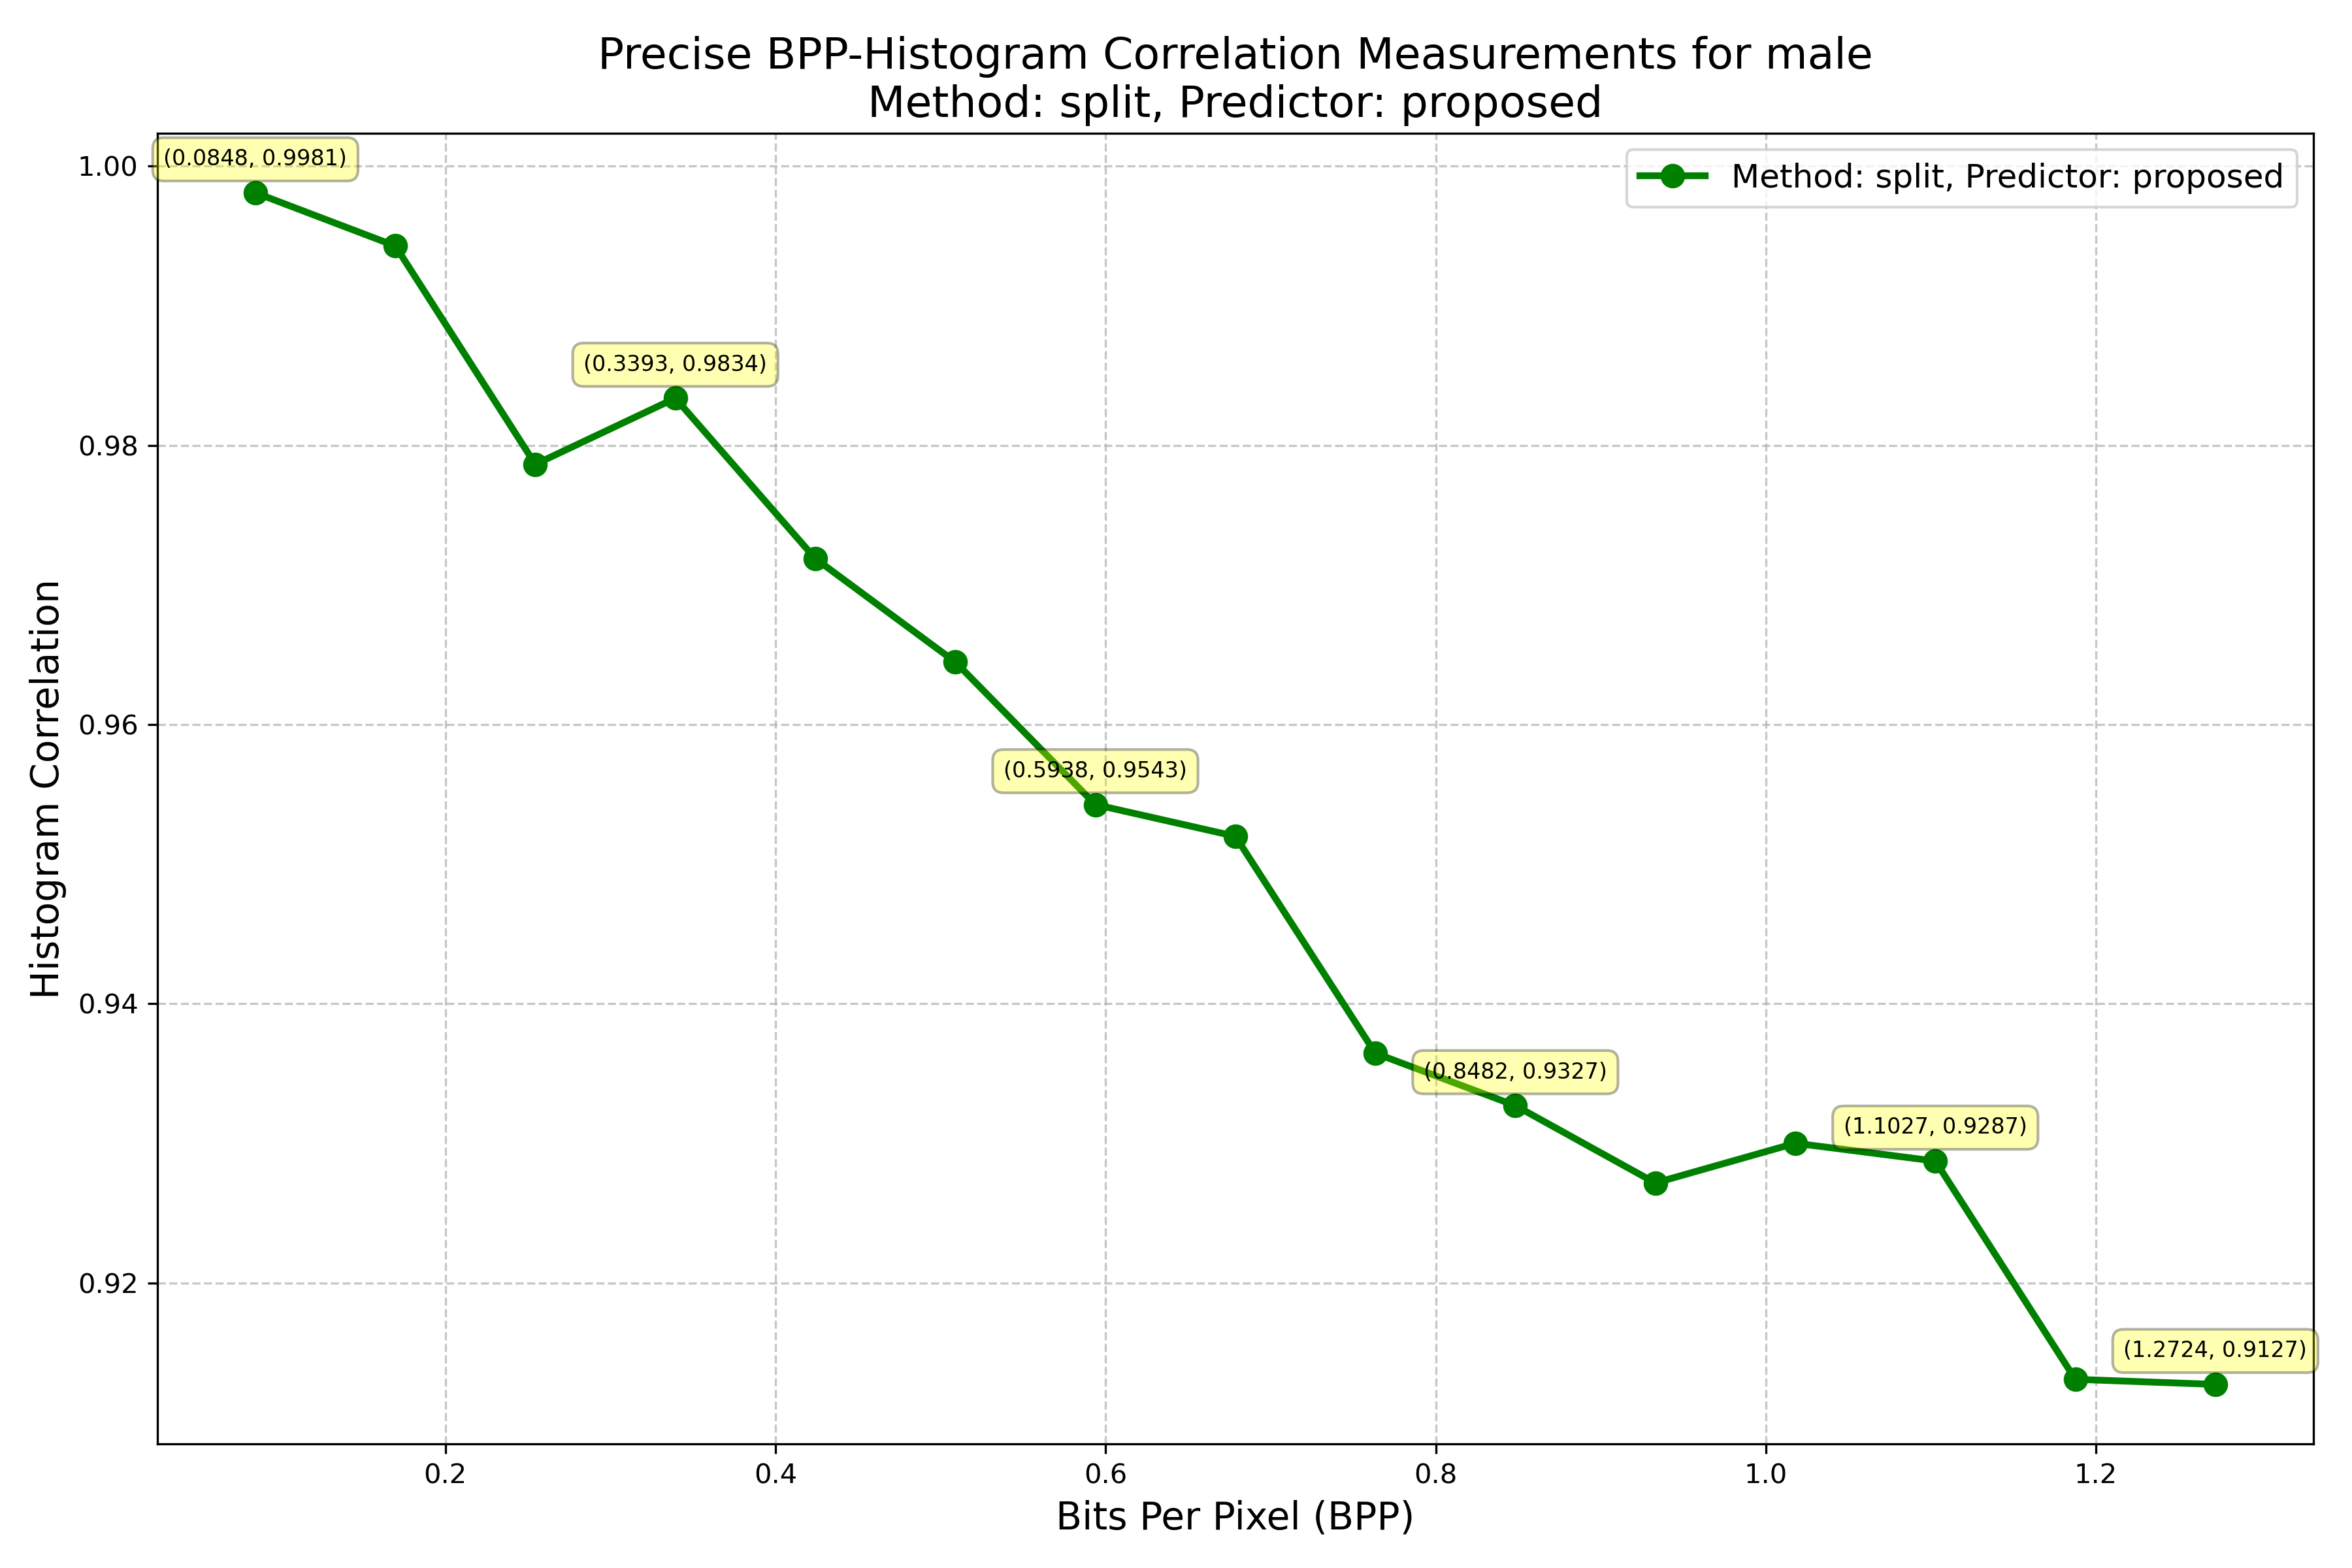 Precise BPP-Histogram Correlation Measurements for male
Method: split, Predictor: proposed
Method: split, Predictor: proposed
(0.0848, 0.9981)
(0.3393, 0.9834)
(0.5938, 0.9543)
(0.8482, 0.9327)
(1.1027, 0.9287)
(1.2724, 0.9127)
Histogram Correlation
1.00
0.98
0.96
0.94
0.92
0.2 0.4 0.6 0.8 1.0 1.2
Bits Per Pixel (BPP)